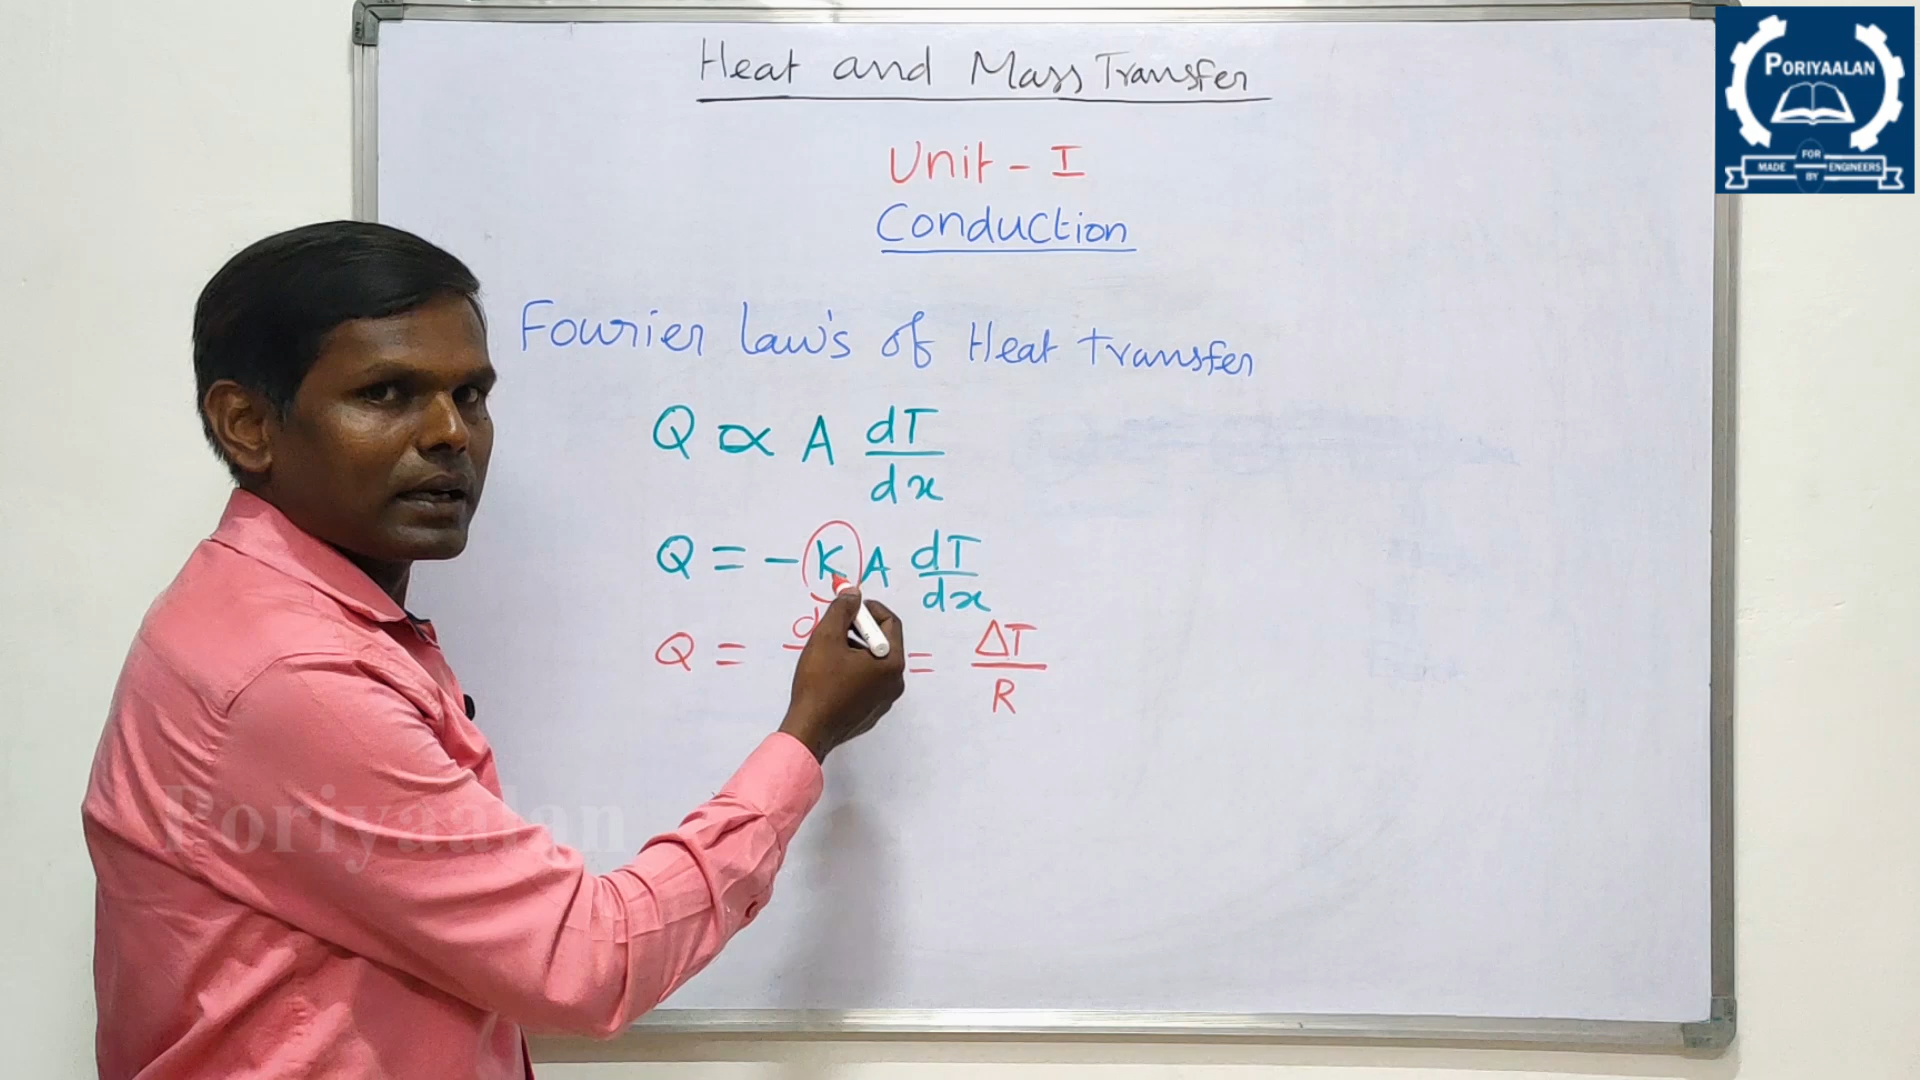 Heat and Mass Transfer
Unit - I
Conduction
Fourier law's of Heat transfer
Q ∝ A dT/dx
Q = -K A dT/dx
Q = = ΔT/R
PORIYAALAN
MADE FOR BY ENGINEERS
Poriyaalan